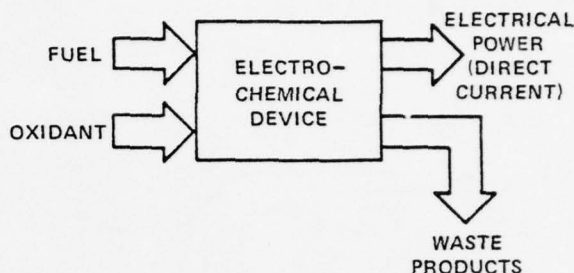 FUEL
OXIDANT
ELECTRO-
CHEMICAL
DEVICE
ELECTRICAL
POWER
(DIRECT
CURRENT)
WASTE
PRODUCTS